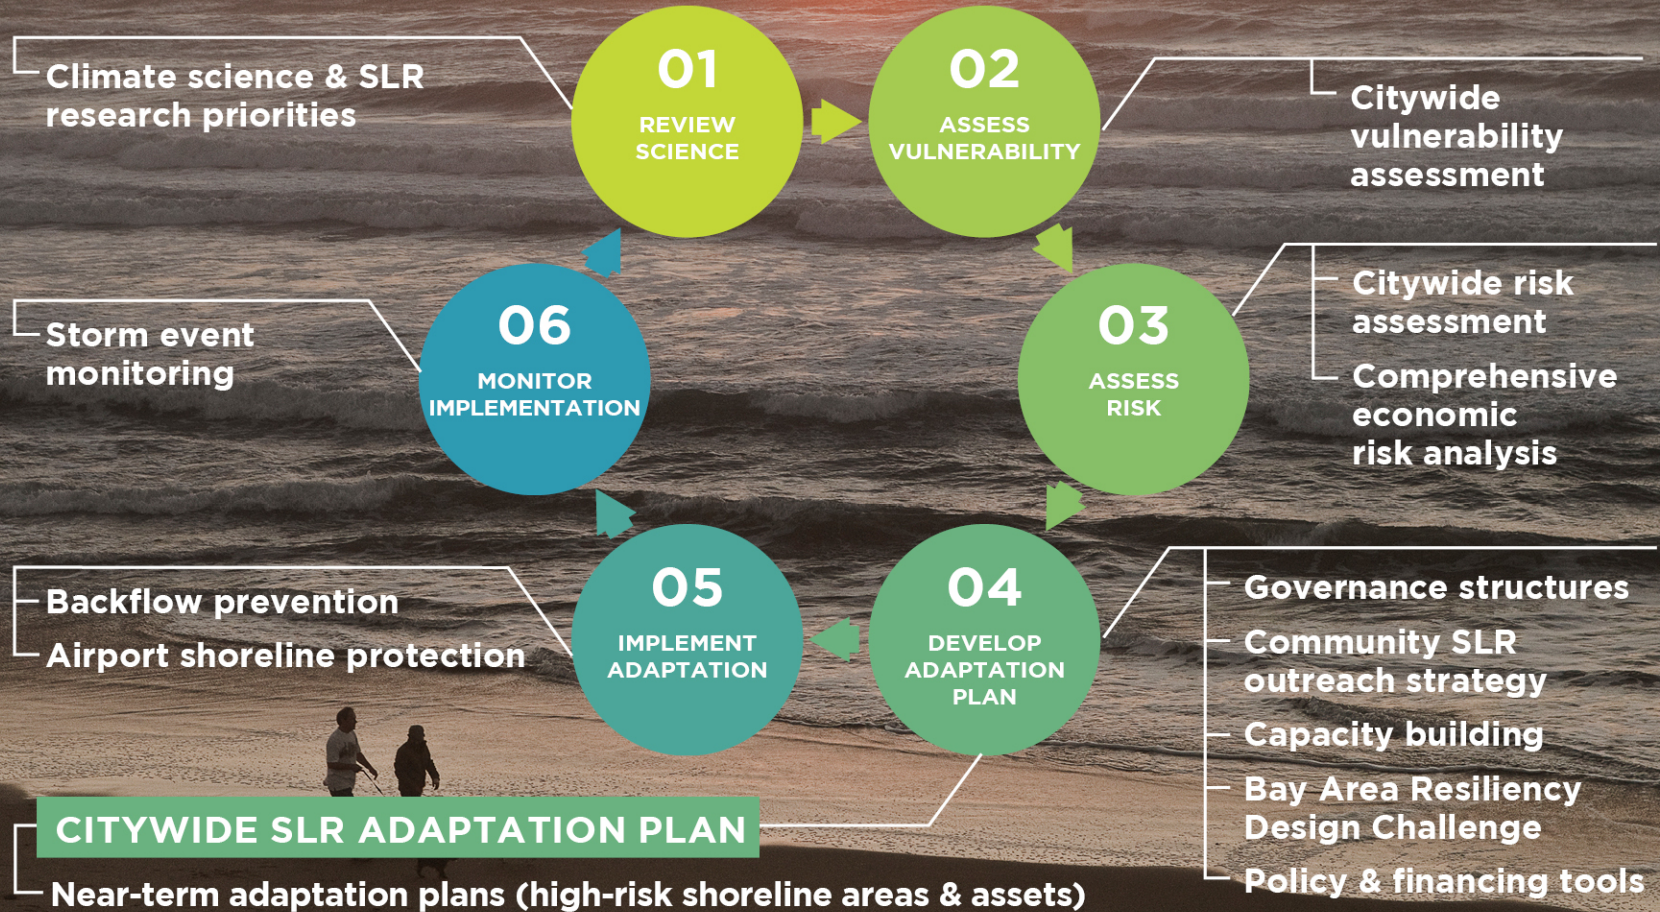 Climate science & SLR
research priorities
01
REVIEW
SCIENCE
02
ASSESS
VULNERABILITY
Citywide
vulnerability
assessment
03
ASSESS
RISK
Citywide risk
assessment
Comprehensive
economic
risk analysis
04
DEVELOP
ADAPTATION
PLAN
Governance structures
Community SLR
outreach strategy
Capacity building
Bay Area Resiliency
Design Challenge
Policy & financing tools
CITYWIDE SLR ADAPTATION PLAN
Near-term adaptation plans (high-risk shoreline areas & assets)
05
IMPLEMENT
ADAPTATION
Backflow prevention
Airport shoreline protection
06
MONITOR
IMPLEMENTATION
Storm event
monitoring